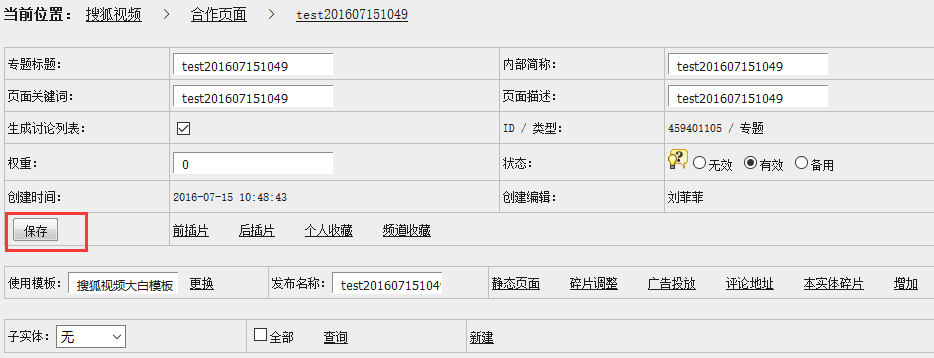 当前位置： 搜狐视频 > 合作页面 > test201607151049
专题标题： test201607151049 内部简称： test201607151049
页面关键词： test201607151049 页面描述： test201607151049
生成讨论列表： ID / 类型： 459401105 / 专题
权重： 0 状态： 无效 有效 备用
创建时间： 2016-07-15 10:48:43 创建编辑： 刘菲菲
保存 前插片 后插片 个人收藏 频道收藏
使用模板： 搜狐视频大白模板 更换 发布名称： test20160715104 静态页面 碎片调整 广告投放 评论地址 本实体碎片 增加
子实体： 无 全部 查询 新建